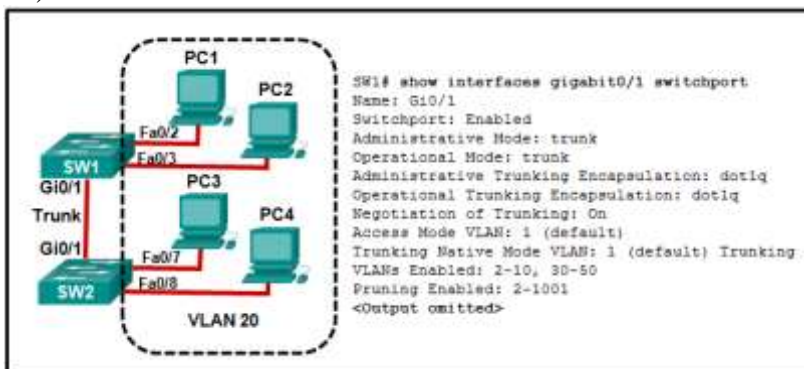 PC1
PC2
Fa0/2
Fa0/3
SW1
Gi0/1
Trunk
Gi0/1
SW2
PC3
PC4
Fa0/7
Fa0/8
VLAN 20
SW1# show interfaces gigabit0/1 switchport
Name: Gi0/1
Switchport: Enabled
Administrative Mode: trunk
Operational Mode: trunk
Administrative Trunking Encapsulation: dot1q
Operational Trunking Encapsulation: dot1q
Negotiation of Trunking: On
Access Mode VLAN: 1 (default)
Trunking Native Mode VLAN: 1 (default) Trunking
VLANs Enabled: 2-10, 30-50
Pruning Enabled: 2-1001
<Output omitted>